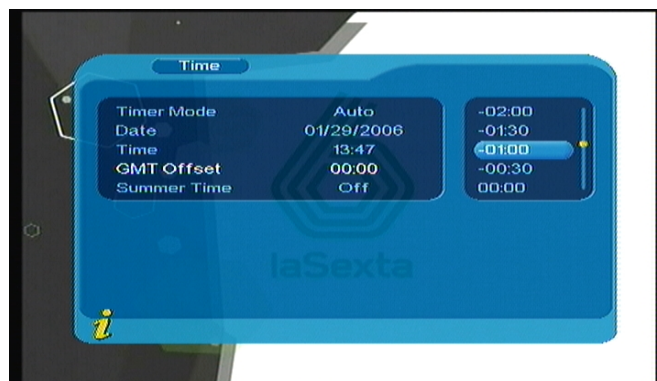 Time
Timer Mode Auto
Date 01/29/2006
Time 13:47
GMT Offset 00:00
Summer Time Off
-02:00
-01:30
-01:00
-00:30
00:00
laSexta
i